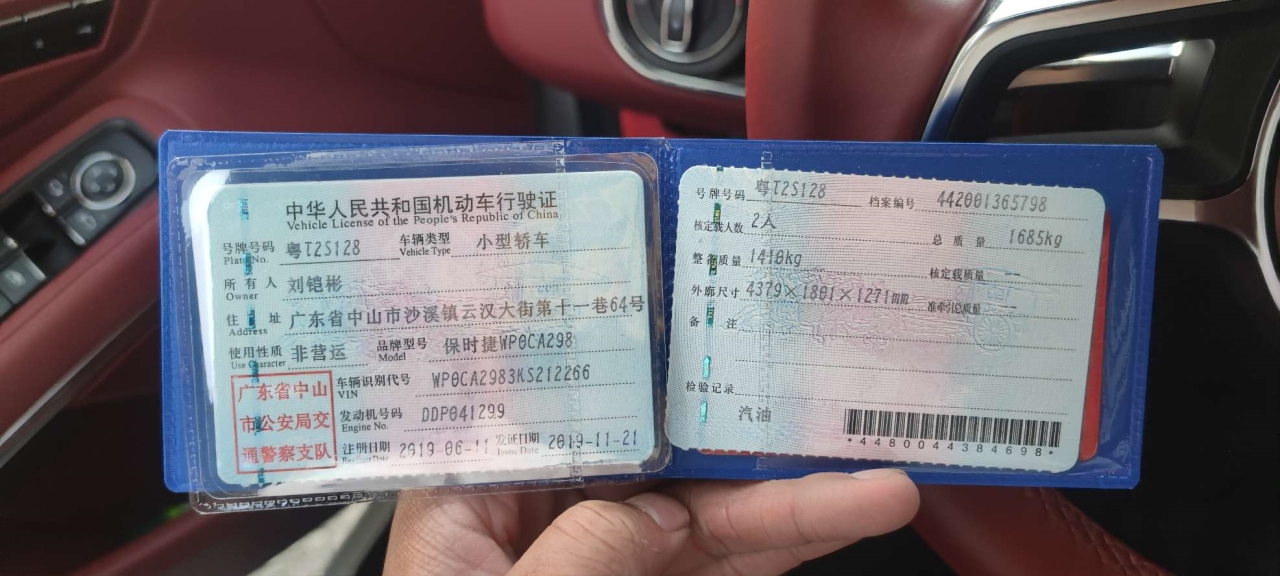 中华人民共和国机动车行驶证
Vehicle License of the People's Republic of China
号牌号码 粤T2S128 车辆类型 小型轿车
Plate No. Vehicle Type
所有人 刘铠彬
Owner
住址 广东省中山市沙溪镇云汉大街第十一巷64号
Address
使用性质 非营运 品牌型号 保时捷WP0CA298
Use Character Model
广东省中山
市公安局交
通警察支队
车辆识别代号 WP0CA2983KS212266
VIN
发动机号码 DDP041299
Engine No.
注册日期 2019-06-11 发证日期 2019-11-21
Issue Date
号牌号码 粤T2S128 档案编号 442001365798
核定载人数 2人 总质量 1685kg
整备质量 1410kg 核定载质量 --
外廓尺寸 4379×1801×1271mm 准牵引总质量 --
备注
检验记录
汽油
*4480044384698*